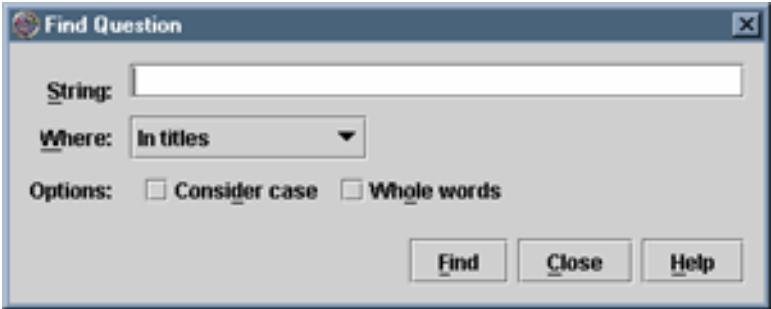 Find Question
String:
Where: In titles
Options: Consider case Whole words
Find Close Help